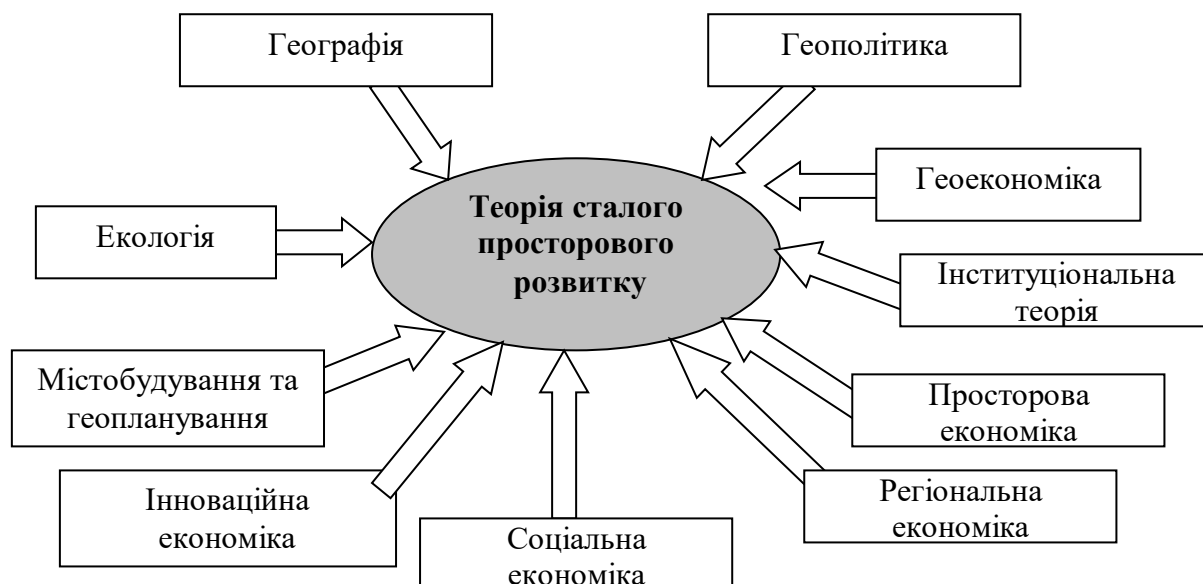 Географія
Геополітика
Геоекономіка
Теорія сталого
просторового
розвитку
Екологія
Інституціональна
теорія
Містобудування та
геопланування
Просторова
економіка
Інноваційна
економіка
Регіональна
економіка
Соціальна
економіка